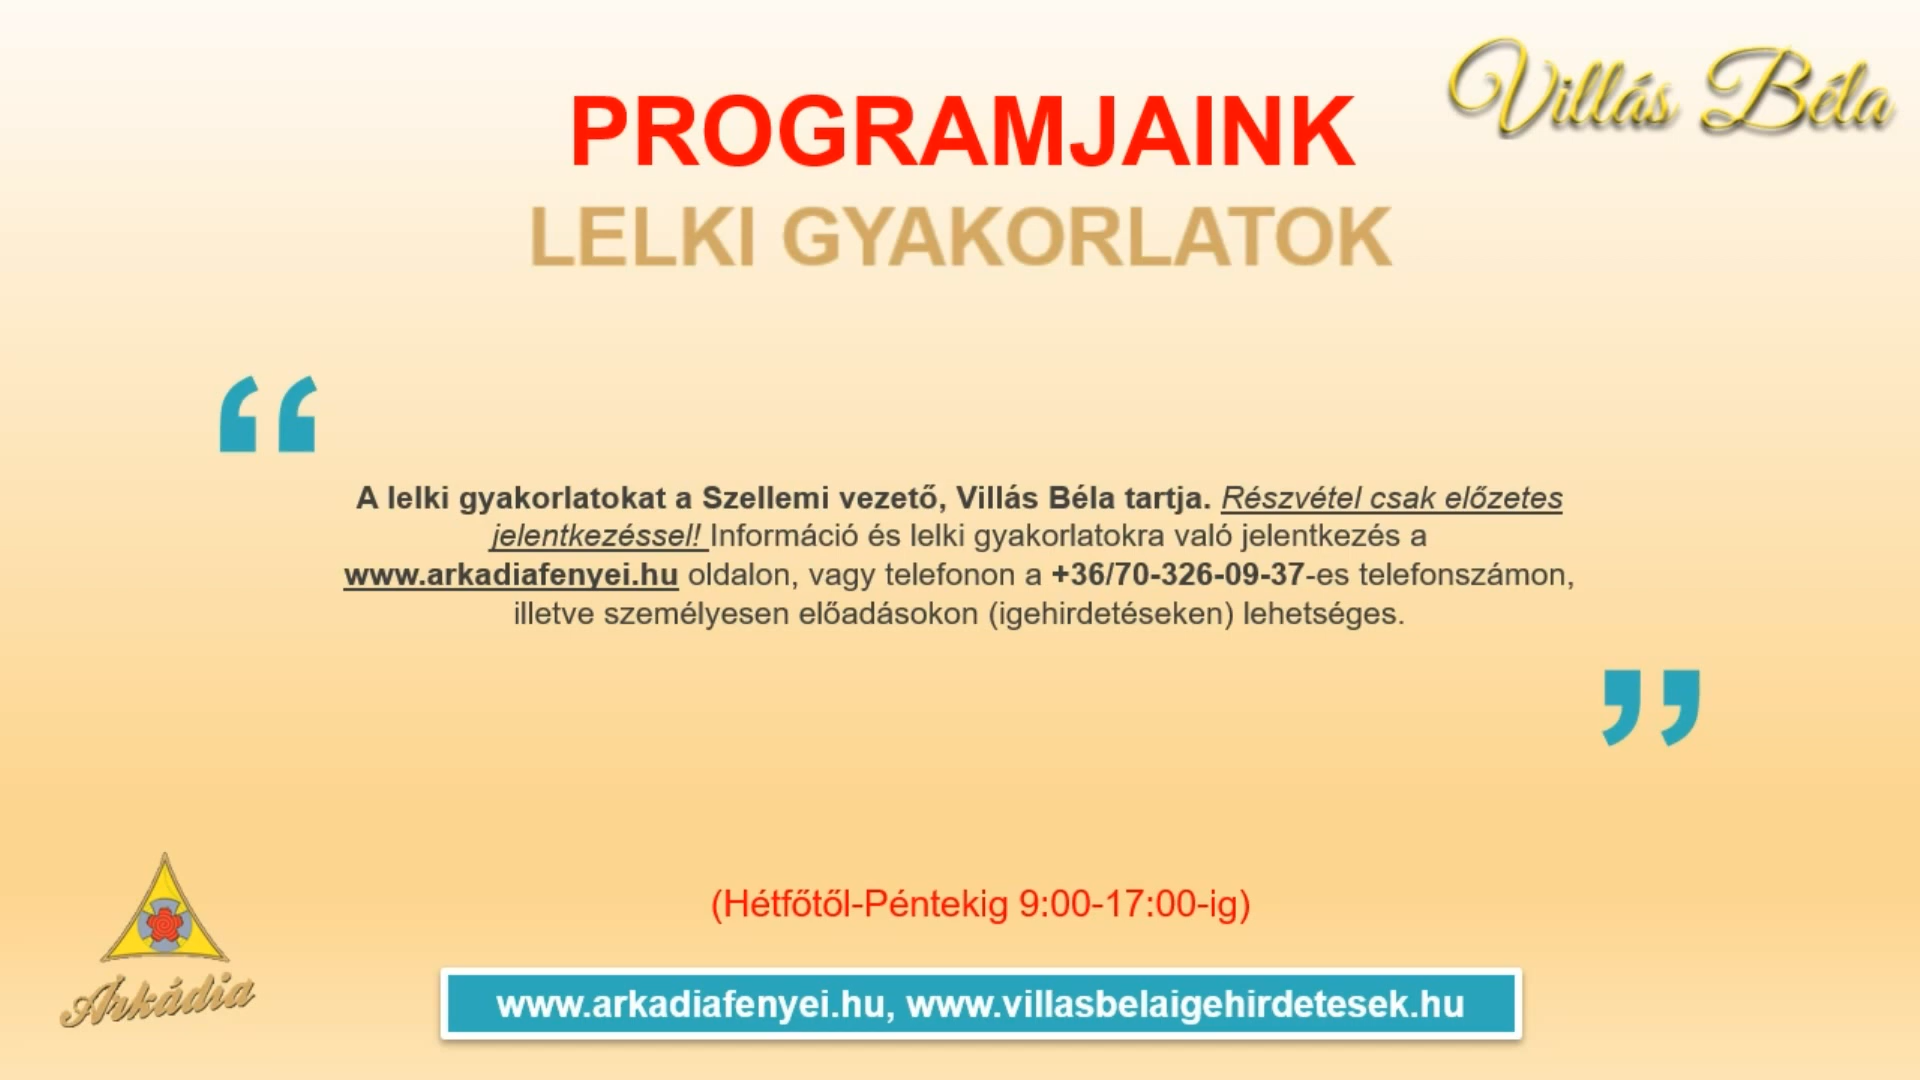 Villás Béla
PROGRAMJAINK
LELKI GYAKORLATOK
“
A lelki gyakorlatokat a Szellemi vezető, Villás Béla tartja. Részvétel csak előzetes
jelentkezéssel! Információ és lelki gyakorlatokra való jelentkezés a
www.arkadiafenyei.hu oldalon, vagy telefonon a +36/70-326-09-37-es telefonszámon,
illetve személyesen előadásokon (igehirdetéseken) lehetséges.
”
(Hétfőtől-Péntekig 9:00-17:00-ig)
Árkádia
www.arkadiafenyei.hu, www.villasbelaigehirdetesek.hu